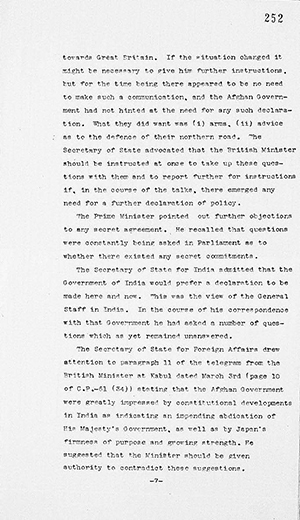 252
towards Great Britain. If the situation changed it
might be necessary to give him further instructions,
but for the time being there appeared to be no need
to make such a communication, and the Afghan Govern-
ment had not hinted at the need for any such declara-
tion. What they did want was (i) arms, (ii) advice
as to the defence of their northern road. The
Secretary of State advocated that the British Minister
should be instructed at once to take up these ques-
tions with them and to report further for instructions
if, in the course of the talks, there emerged any
need for a further declaration of policy.
The Prime Minister pointed out further objections
to any secret agreement. He recalled that questions
were constantly being asked in Parliament as to
whether there existed any secret commitments.
The Secretary of State for India admitted that the
Government of India would prefer a declaration to be
made here and now. This was the view of the General
Staff in India. In the course of his correspondence
with that Government he had asked a number of ques-
tions which as yet remained unanswered.
The Secretary of State for Foreign Affairs drew
attention to paragraph 11 of the telegram from the
British Minister at Kabul dated March 3rd (page 10
of C.P.-61 (34)) stating that the Afghan Government
were greatly impressed by constitutional developments
in India as indicating an impending abdication of
His Majesty's Government, as well as by Japan's
firmness of purpose and growing strength. He
suggested that the Minister should be given
authority to contradict these suggestions.
-7-